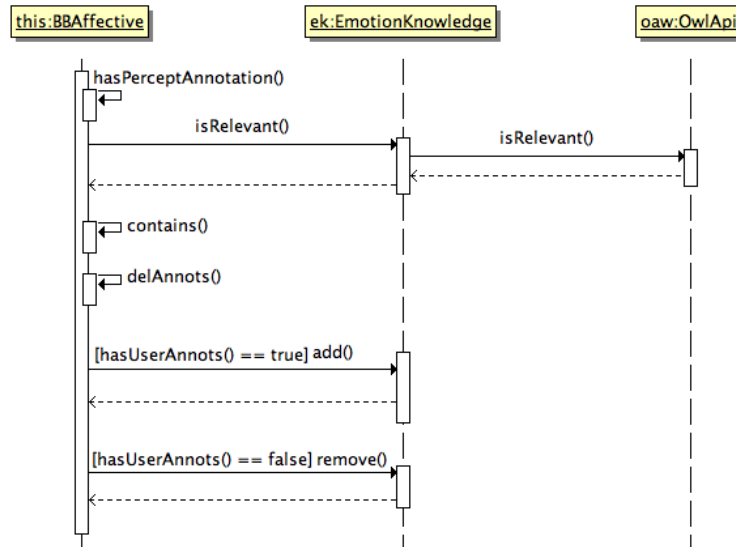 this:BBAffective
ek:EmotionKnowledge
oaw:OwlApi
hasPerceptAnnotation()
isRelevant()
isRelevant()
contains()
delAnnots()
[hasUserAnnots() == true] add()
[hasUserAnnots() == false] remove()